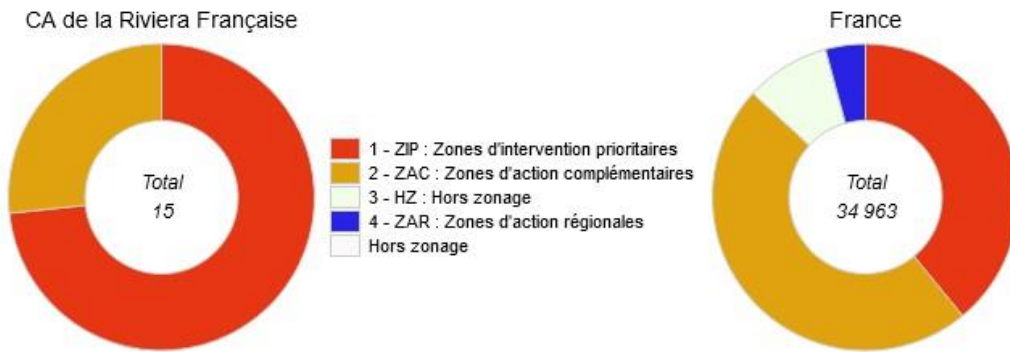 CA de la Riviera Française
France
Total
15
1 - ZIP : Zones d'intervention prioritaires
2 - ZAC : Zones d'action complémentaires
3 - HZ : Hors zonage
4 - ZAR : Zones d'action régionales
Hors zonage
Total
34 963